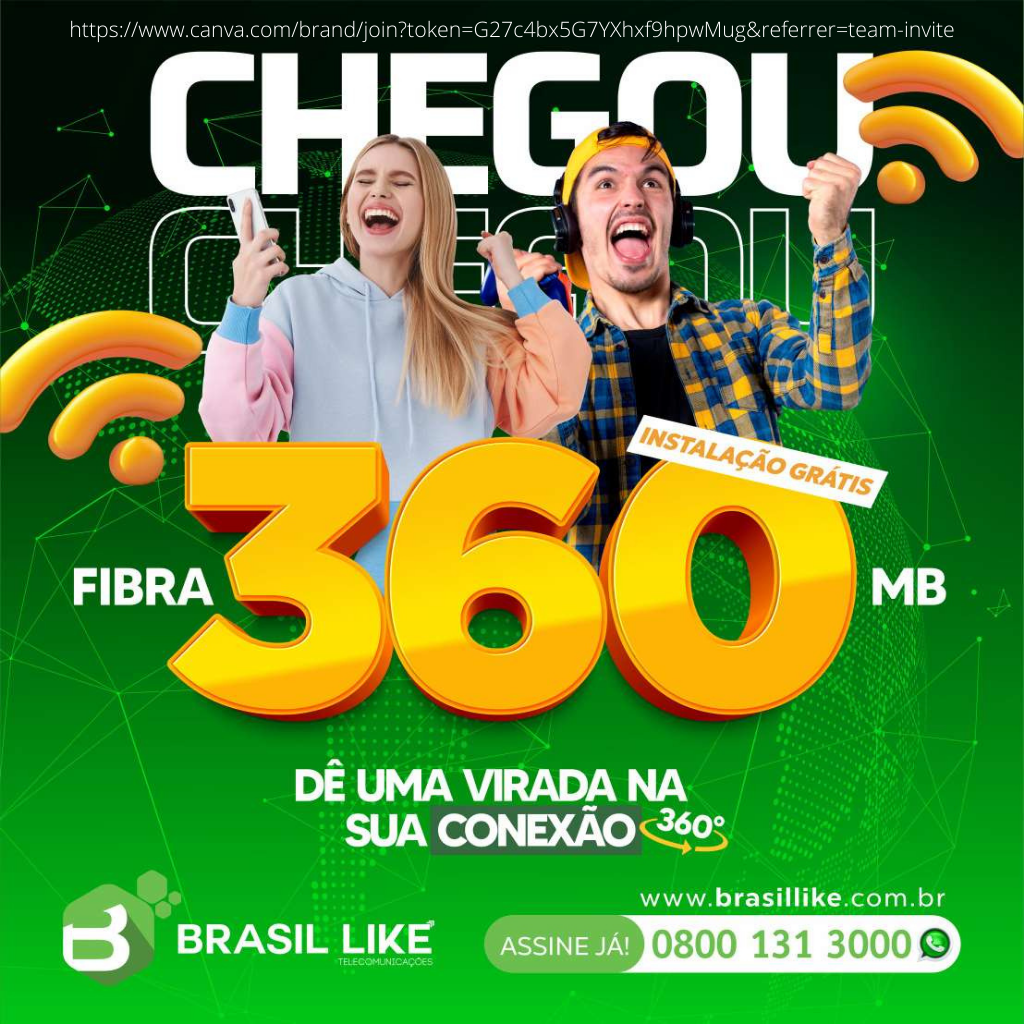 https://www.canva.com/brand/join?token=G27c4bx5G7YXhxf9hpwMug&referrer=team-invite
CHEGOU
CHEGOU
INSTALAÇÃO GRÁTIS
FIBRA 360 MB
DÊ UMA VIRADA NA
SUA CONEXÃO 360°
www.brasillike.com.br
BRASIL LIKE
TELECOMUNICAÇÕES
ASSINE JÁ! 0800 131 3000